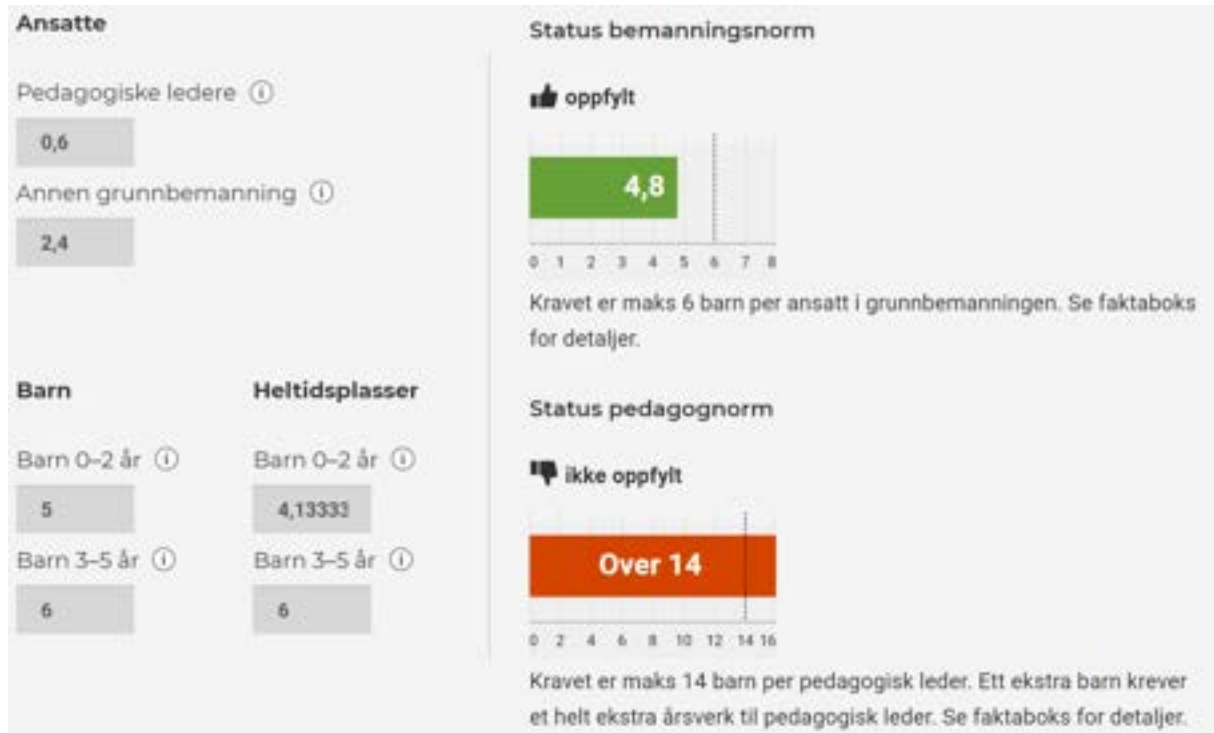 Ansatte
Pedagogiske ledere
0,6
Annen grunnbemanning
2,4
Barn Heltidsplasser
Barn 0–2 år Barn 0–2 år
5 4,13333
Barn 3–5 år Barn 3–5 år
6 6
Status bemanningsnorm
oppfylt
4,8
0 1 2 3 4 5 6 7 8
Kravet er maks 6 barn per ansatt i grunnbemanningen. Se faktaboks
for detaljer.
Status pedagognorm
ikke oppfylt
Over 14
0 2 4 6 8 10 12 14 16
Kravet er maks 14 barn per pedagogisk leder. Ett ekstra barn krever
et helt ekstra årsverk til pedagogisk leder. Se faktaboks for detaljer.